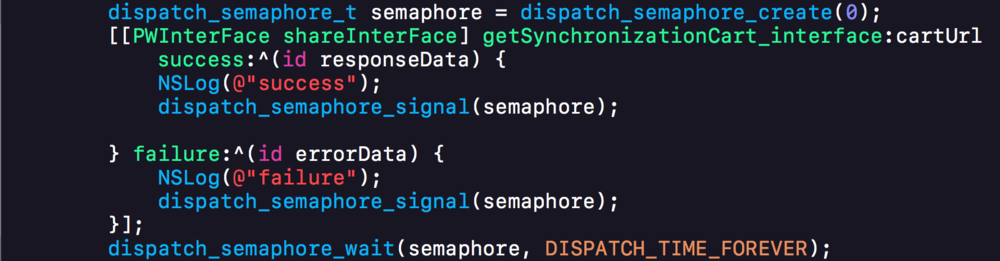 dispatch_semaphore_t semaphore = dispatch_semaphore_create(0);
[[PWInterFace shareInterFace] getSynchronizationCart_interface:cartUrl
success:^(id responseData) {
NSLog(@"success");
dispatch_semaphore_signal(semaphore);
} failure:^(id errorData) {
NSLog(@"failure");
dispatch_semaphore_signal(semaphore);
}];
dispatch_semaphore_wait(semaphore, DISPATCH_TIME_FOREVER);